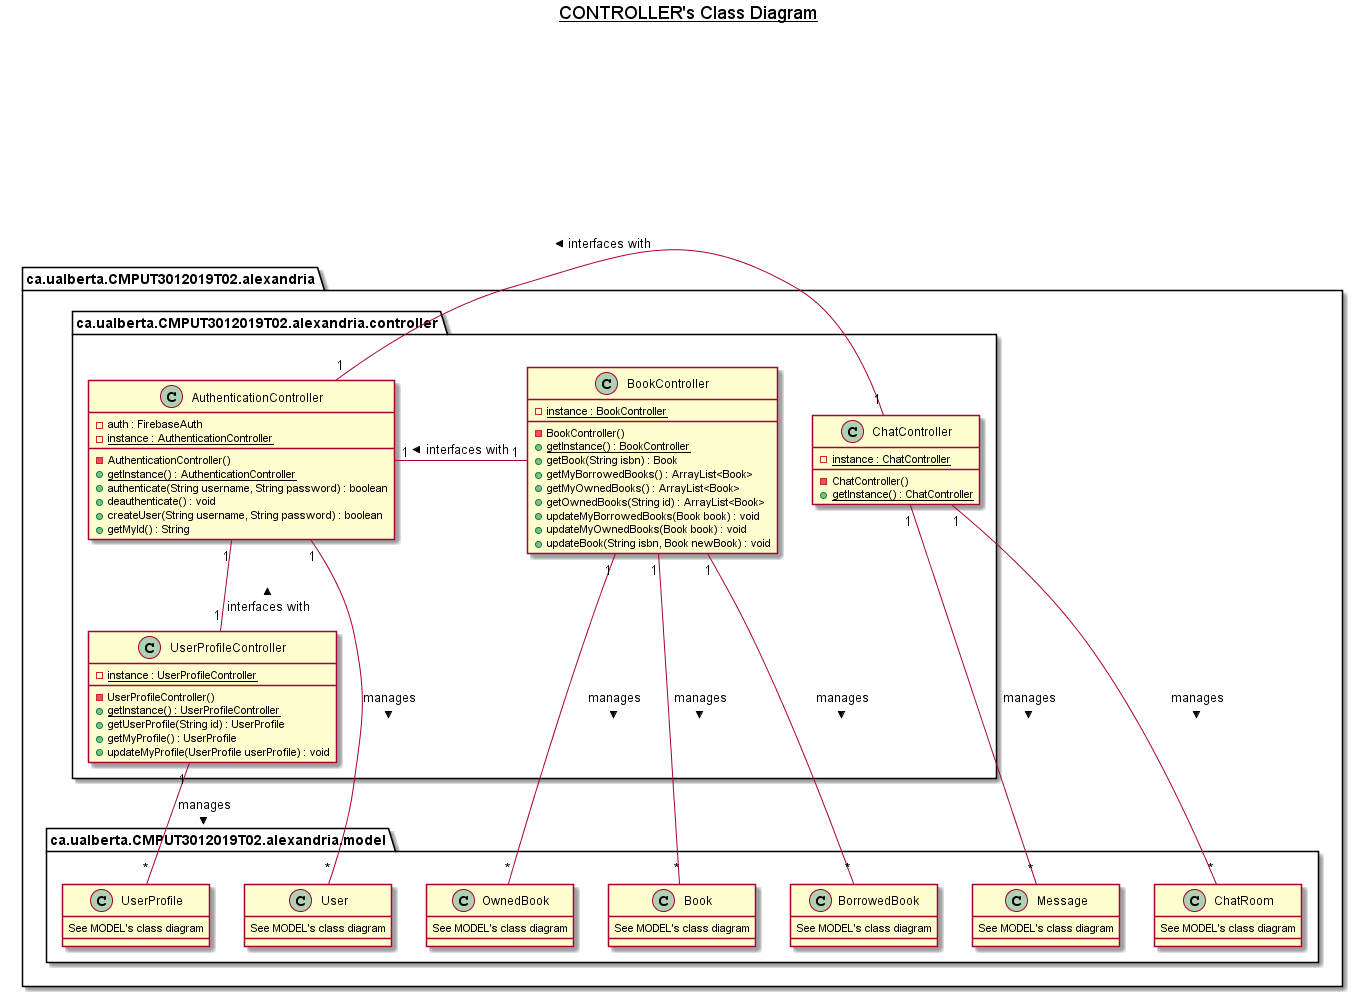 CONTROLLER's Class Diagram
◄ interfaces with
ca.ualberta.CMPUT3012019T02.alexandria
ca.ualberta.CMPUT3012019T02.alexandria.controller
1
1
C AuthenticationController
auth : FirebaseAuth
instance : AuthenticationController
AuthenticationController()
getInstance() : AuthenticationController
authenticate(String username, String password) : boolean
deauthenticate() : void
createUser(String username, String password) : boolean
getMyId() : String
1 ◄ interfaces with 1
C BookController
instance : BookController
BookController()
getInstance() : BookController
getBook(String isbn) : Book
getMyBorrowedBooks() : ArrayList<Book>
getMyOwnedBooks() : ArrayList<Book>
getOwnedBooks(String id) : ArrayList<Book>
updateMyBorrowedBooks(Book book) : void
updateMyOwnedBooks(Book book) : void
updateBook(String isbn, Book newBook) : void
C ChatController
instance : ChatController
ChatController()
getInstance() : ChatController
1
1
1
1
1
1
1
▲
interfaces with
1
C UserProfileController
instance : UserProfileController
UserProfileController()
getInstance() : UserProfileController
getUserProfile(String id) : UserProfile
getMyProfile() : UserProfile
updateMyProfile(UserProfile userProfile) : void
manages
▼
manages
▼
manages
▼
manages
▼
manages
▼
manages
▼
1
manages
▼
ca.ualberta.CMPUT3012019T02.alexandria.model
*
*
*
*
*
*
*
C UserProfile
See MODEL's class diagram
C User
See MODEL's class diagram
C OwnedBook
See MODEL's class diagram
C Book
See MODEL's class diagram
C BorrowedBook
See MODEL's class diagram
C Message
See MODEL's class diagram
C ChatRoom
See MODEL's class diagram